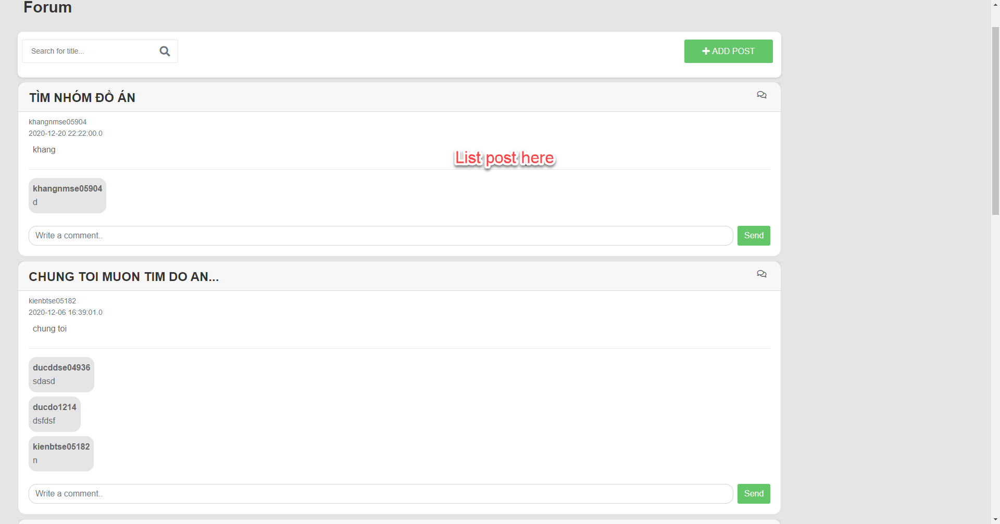 Forum
Search for title...
ADD POST
TÌM NHÓM ĐỒ ÁN
khangnmse05904
2020-12-20 22:22:00.0
khang
List post here
khangnmse05904
d
Write a comment..
Send
CHUNG TOI MUON TIM DO AN...
kienbtse05182
2020-12-06 16:39:01.0
chung toi
ducddse04936
sdasd
ducdo1214
dsfdsf
kienbtse05182
n
Write a comment..
Send